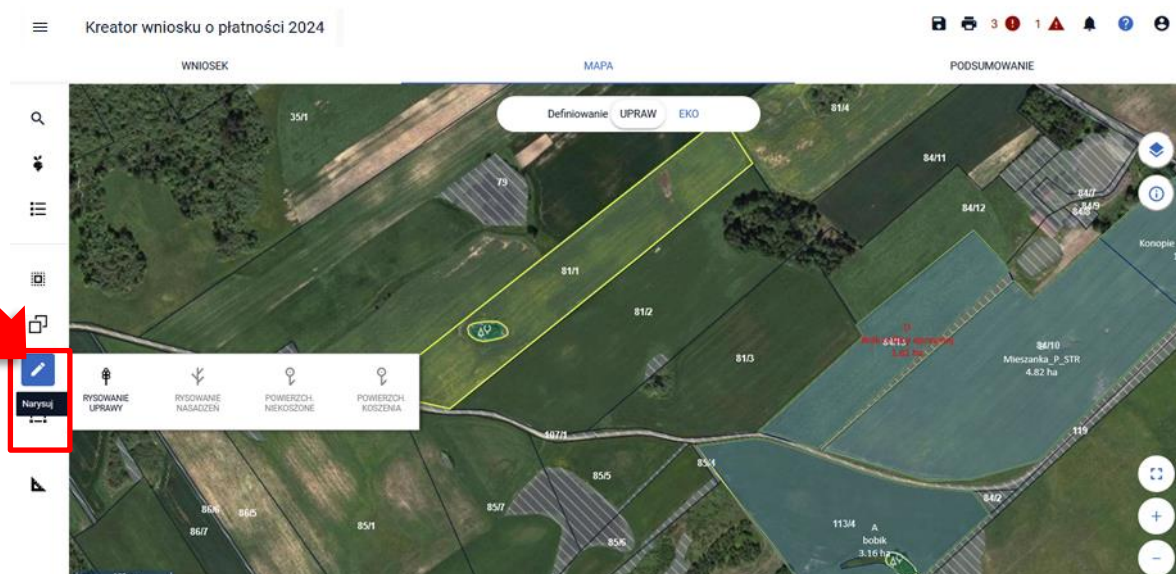 Kreator wniosku o płatności 2024
3
1
WNIOSEK
MAPA
PODSUMOWANIE
Definiowanie UPRAW EKO
35/1
81/4
79
84/11
84/7
84/9
84/8
84/12
Konopie
81/1
81/2
81/3
84/10
Mieszanka_P_STR
4.82 ha
Narysuj
RYSOWANIE UPRAWY
RYSOWANIE NASADZEŃ
POWIERZCH. NIEKOSZONE
POWIERZCH. KOSZENIA
107/1
119
85/4
85/5
85/7
84/2
86/6
86/5
86/7
85/1
85/6
113/4 A
bobik
3.16 ha